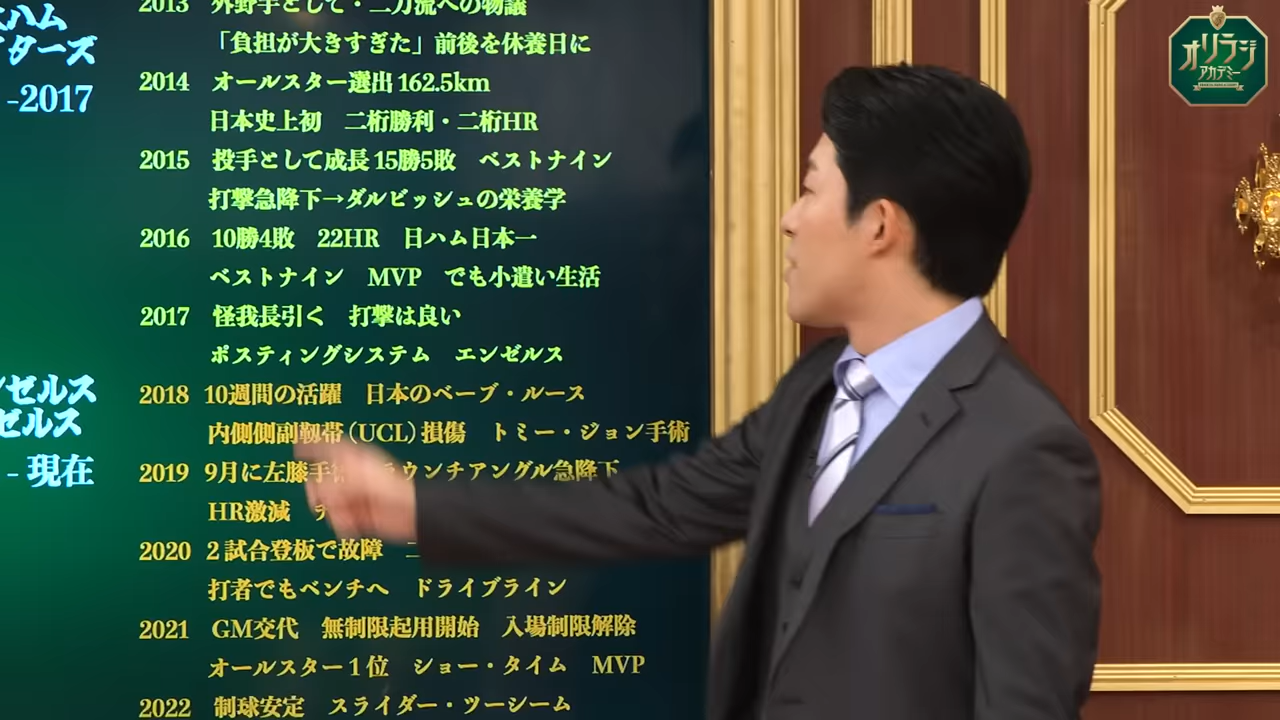 ハム
2013 外野手として・二刀流への物議
ターズ
「負担が大きすぎた」前後を休養日に
-2017
2014 オールスター選出162.5km
日本史上初 二桁勝利・二桁HR
2015 投手として成長15勝5敗 ベストナイン
打撃急降下→ダルビッシュの栄養学
2016 10勝4敗 22HR 日ハム日本一
ベストナイン MVP でも小遣い生活
2017 怪我長引く 打撃は良い
ポスティングシステム エンゼルス
ゼルス
2018 10週間の活躍 日本のベーブ・ルース
ゼルス
内側側副靱帯(UCL)損傷 トミー・ジョン手術
- 現在
2019 9月に左膝手 ラウンチアングル急降下
HR激減
2020 2試合登板で故障
打者でもベンチへ ドライブライン
2021 GM交代 無制限起用開始 入場制限解除
オールスター1位 ショー・タイム MVP
2022 制球安定 スライダー・ツーシーム
オリラジ
アカデミー